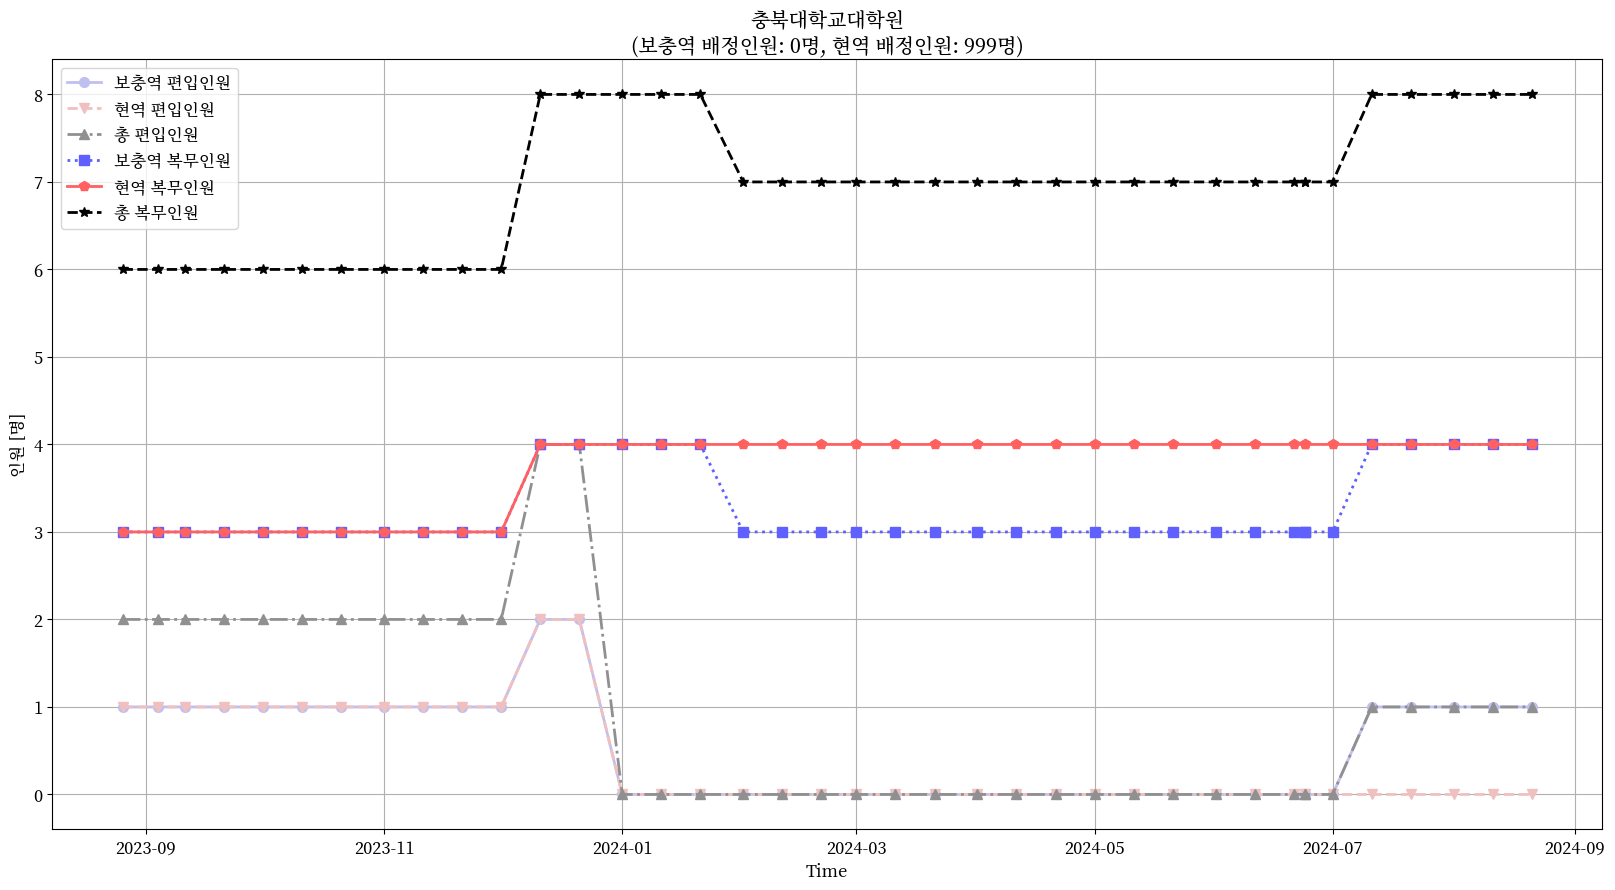 충북대학교대학원
(보충역 배정인원: 0명, 현역 배정인원: 999명)
보충역 편입인원
현역 편입인원
총 편입인원
보충역 복무인원
현역 복무인원
총 복무인원
인원 [명]
8
7
6
5
4
3
2
1
0
2023-09
2023-11
2024-01
2024-03
2024-05
2024-07
2024-09
Time